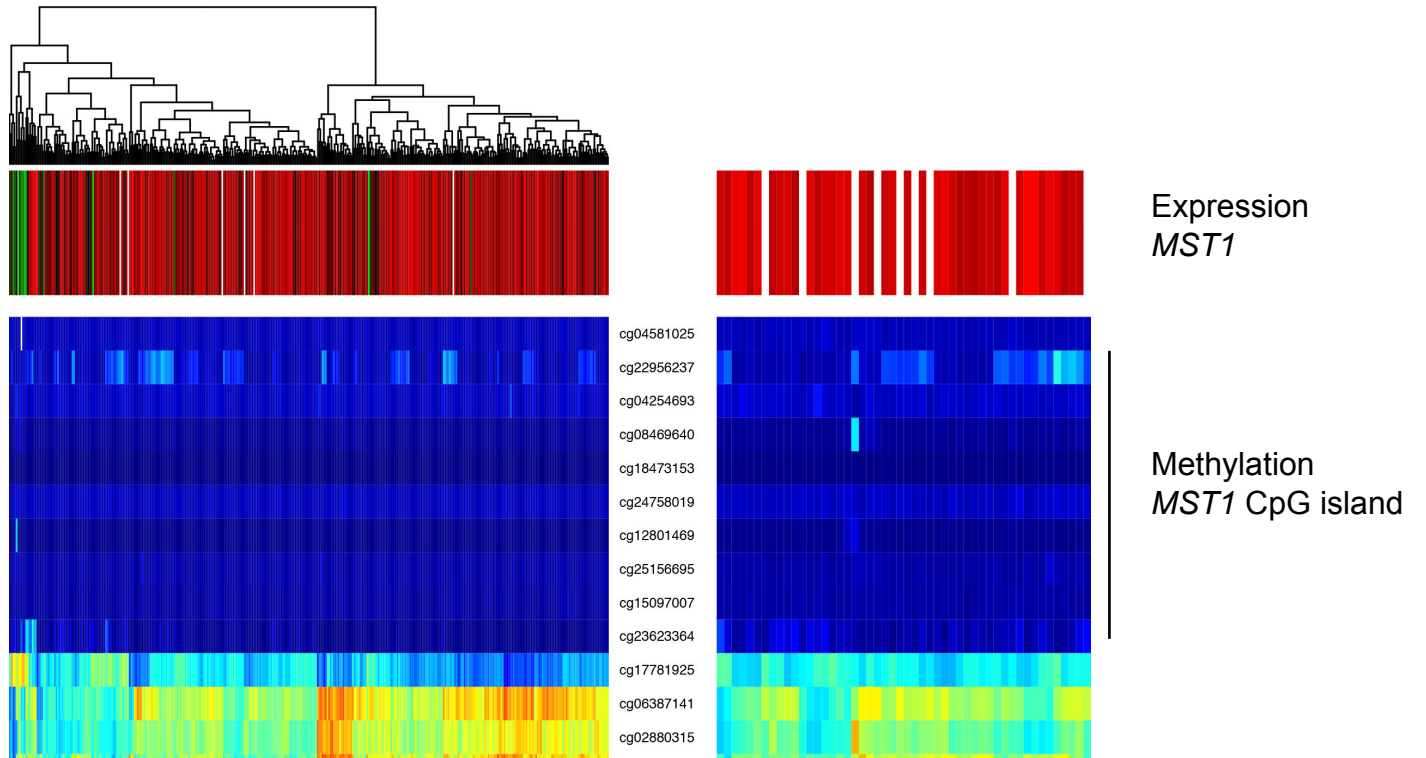 Expression
MST1
cg04581025
cg22956237
cg04254693
cg08469640
cg18473153
cg24758019
cg12801469
cg25156695
cg15097007
cg23623364
cg17781925
cg06387141
cg02880315
Methylation
MST1 CpG island